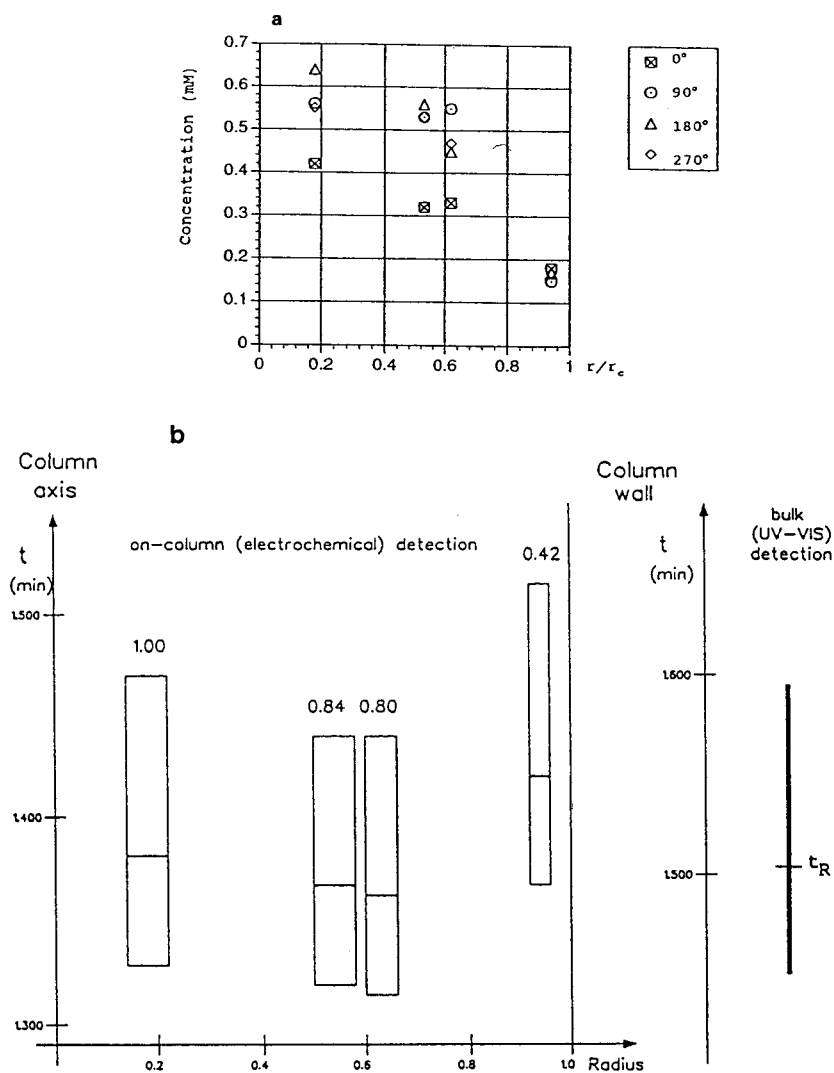 a
0.7
0.6
0.5
0.4
0.3
0.2
0.1
0
Concentration (mM)
0 0.2 0.4 0.6 0.8 1 r/rc
0°
90°
180°
270°
b
Column
axis
Column
wall
on-column (electrochemical) detection
bulk
(UV-VIS)
detection
t
(min)
t
(min)
1.500
1.400
1.300
1.00
0.84
0.80
0.42
1.600
1.500
tR
0.2 0.4 0.6 0.8 1.0 Radius